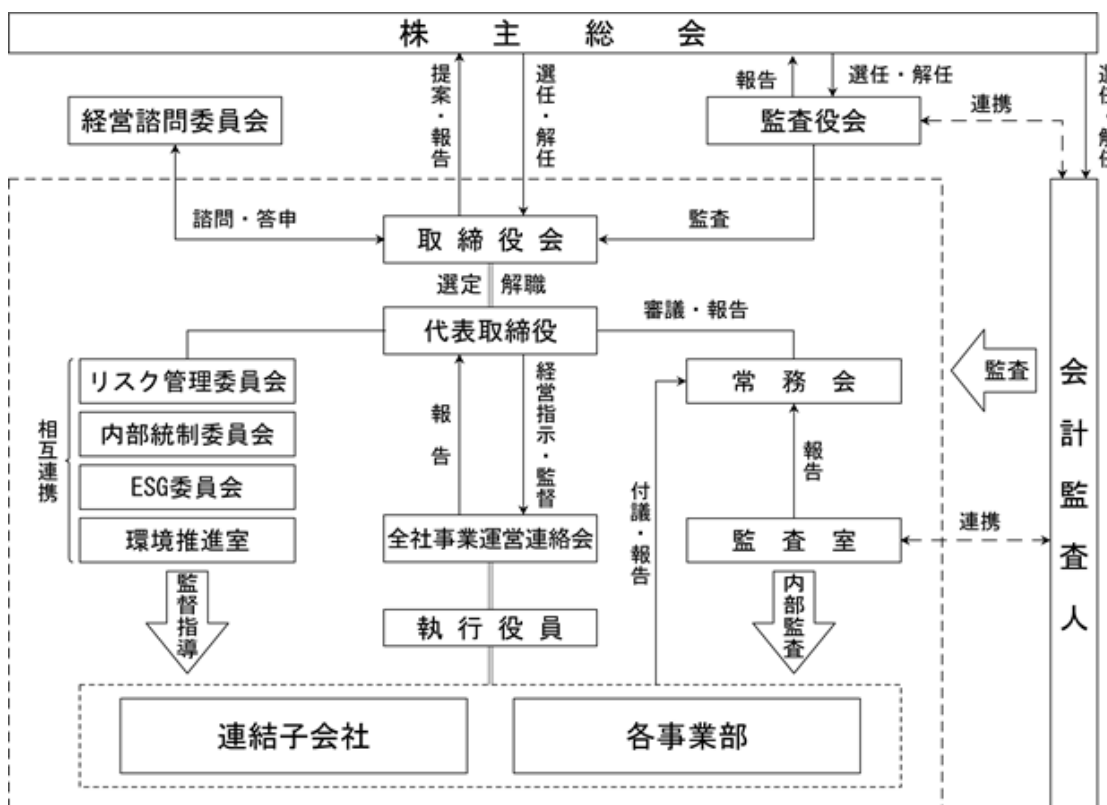 株主総会
提案・報告
選任・解任
報告
選任・解任
選任・解任
経営諮問委員会
監査役会
連携
諮問・答申
取締役会
監査
選定
解職
代表取締役
審議・報告
リスク管理委員会
内部統制委員会
ESG委員会
環境推進室
相互連携
報告
経営指示・監督
常務会
監査
会計監査人
報告
付議・報告
全社事業運営連絡会
監査室
連携
監督指導
執行役員
内部監査
連結子会社
各事業部